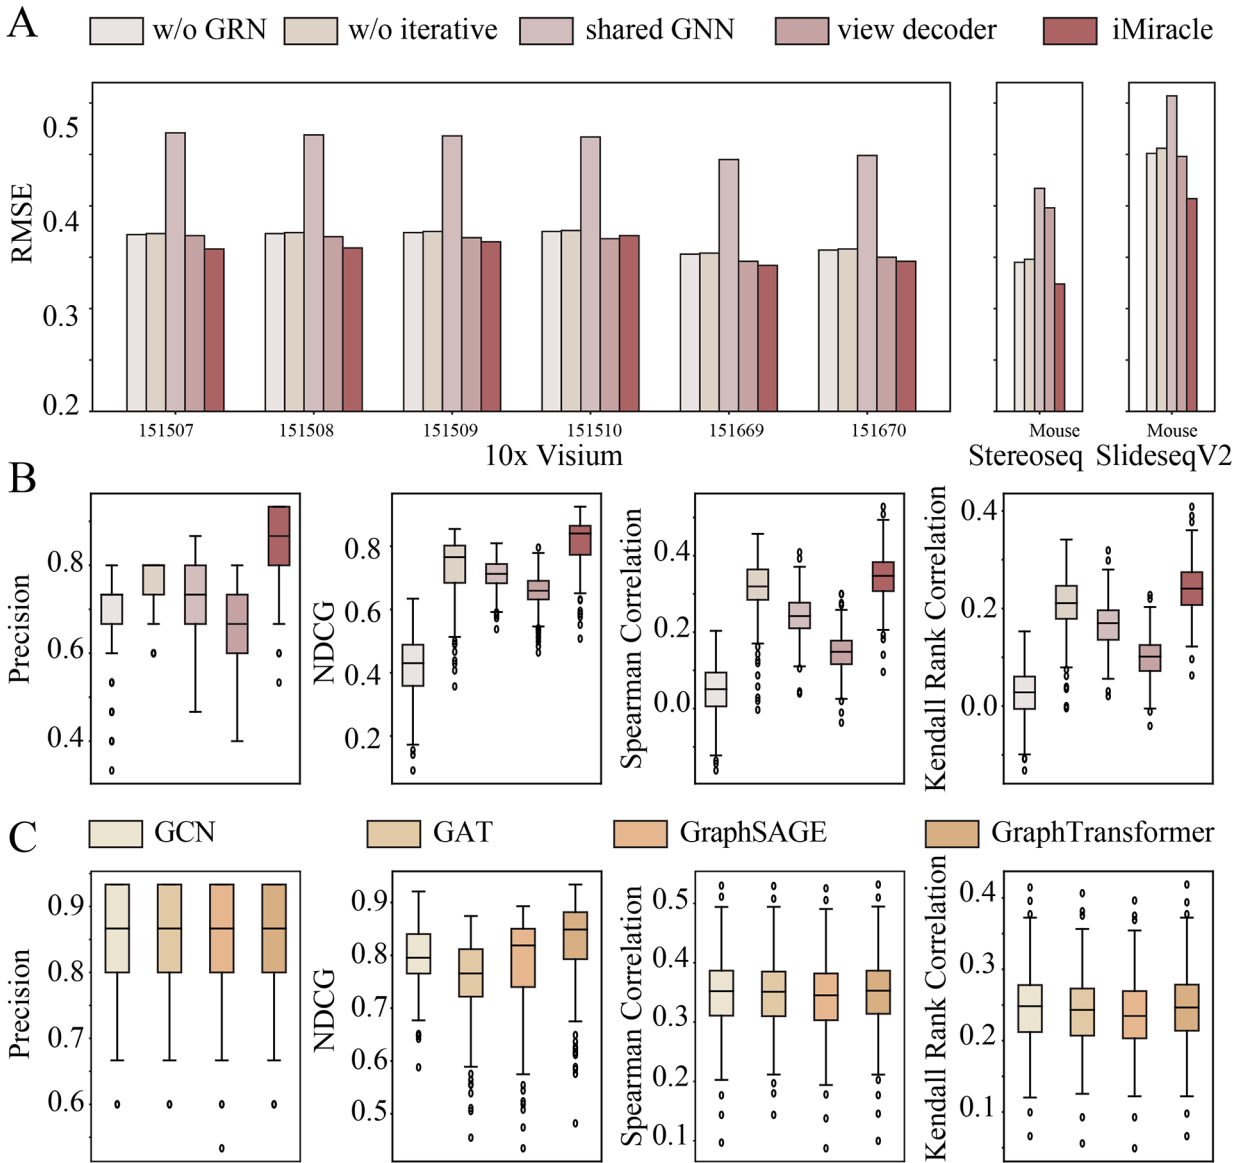 A
w/o GRN w/o iterative shared GNN view decoder iMiracle
RMSE
0.5
0.4
0.3
0.2
151507 151508 151509 151510 151669 151670 Mouse Mouse
10x Visium Stereoseq SlideseqV2
B
Precision
0.8
0.6
0.4
NDCG
0.8
0.6
0.4
0.2
Spearman Correlation
0.4
0.2
0.0
Kendall Rank Correlation
0.4
0.2
0.0
C
GCN GAT GraphSAGE GraphTransformer
Precision
0.9
0.8
0.7
0.6
NDCG
0.9
0.8
0.7
0.6
0.5
Spearman Correlation
0.5
0.4
0.3
0.2
0.1
Kendall Rank Correlation
0.4
0.3
0.2
0.1